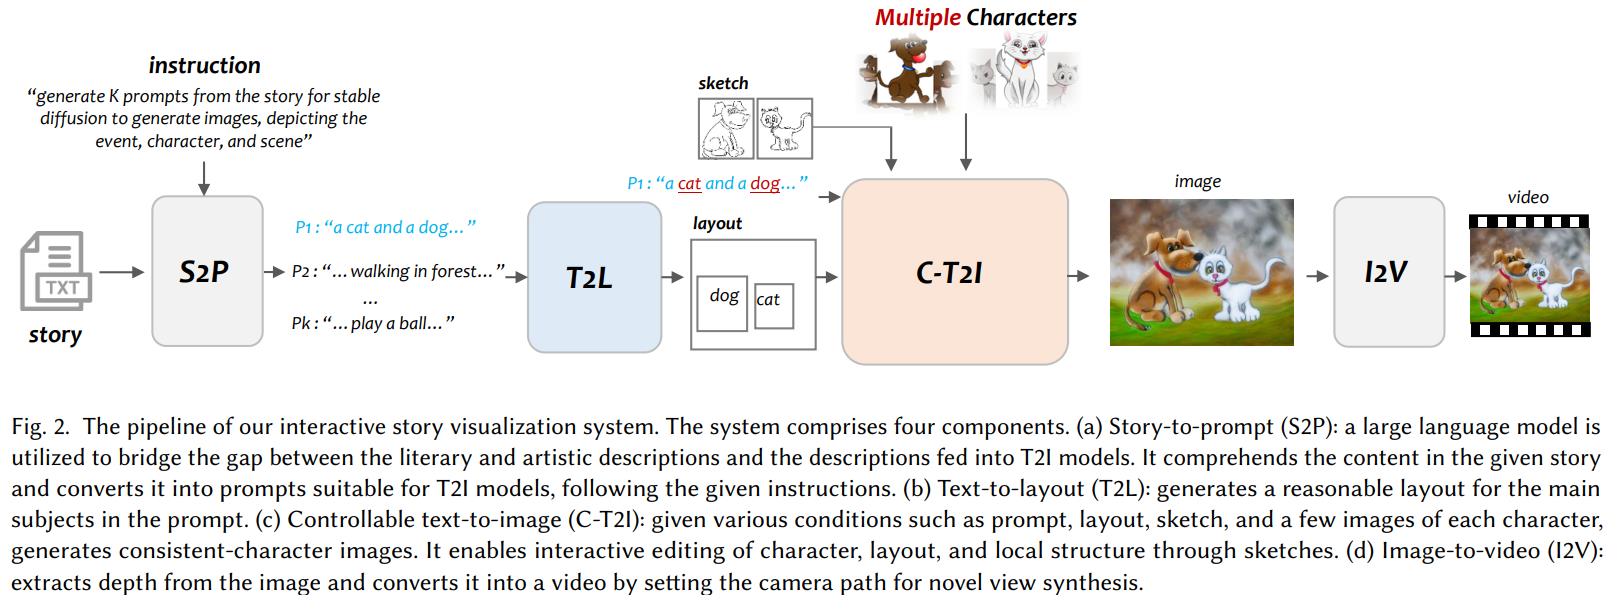 Multiple Characters
instruction
“generate K prompts from the story for stable
diffusion to generate images, depicting the
event, character, and scene”
sketch
P1 : “a cat and a dog…”
image
video
layout
P1 : “a cat and a dog…”
S2P
P2 : “…walking in forest…”
T2L
C-T2I
I2V
TXT
dog
cat
...
Pk : “…play a ball…”
story
Fig. 2. The pipeline of our interactive story visualization system. The system comprises four components. (a) Story-to-prompt (S2P): a large language model is
utilized to bridge the gap between the literary and artistic descriptions and the descriptions fed into T2I models. It comprehends the content in the given story
and converts it into prompts suitable for T2I models, following the given instructions. (b) Text-to-layout (T2L): generates a reasonable layout for the main
subjects in the prompt. (c) Controllable text-to-image (C-T2I): given various conditions such as prompt, layout, sketch, and a few images of each character,
generates consistent-character images. It enables interactive editing of character, layout, and local structure through sketches. (d) Image-to-video (I2V):
extracts depth from the image and converts it into a video by setting the camera path for novel view synthesis.